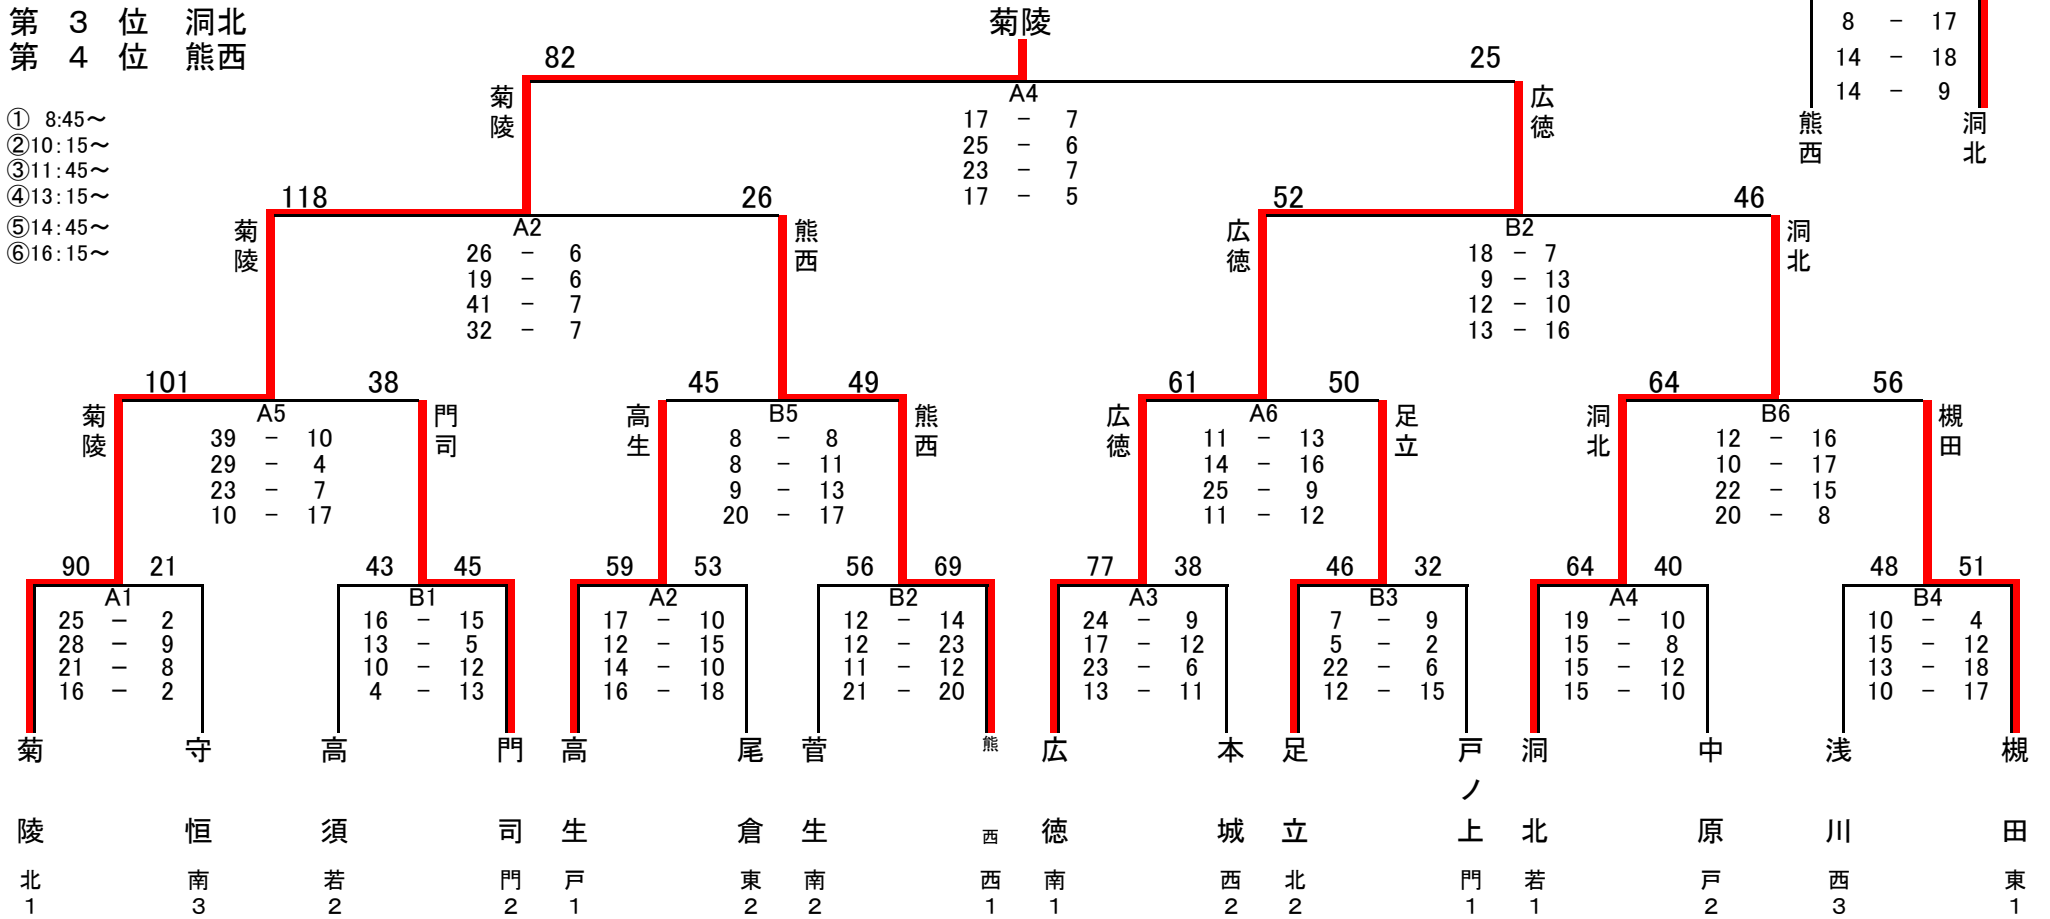 第 3 位 洞北
第 4 位 熊西
菊陵
8 － 17
14 － 18
14 － 9
熊西 洞北
① 8:45～
②10:15～
③11:45～
④13:15～
⑤14:45～
⑥16:15～
82 25
菊陵 広徳
A4
17 － 7
25 － 6
23 － 7
17 － 5
118 26
菊陵 熊西
A2
26 － 6
19 － 6
41 － 7
32 － 7
52 46
広徳 洞北
B2
18 － 7
9 － 13
12 － 10
13 － 16
101 38
菊陵 門司
A5
39 － 10
29 － 4
23 － 7
10 － 17
45 49
高生 熊西
B5
8 － 8
8 － 11
9 － 13
20 － 17
61 50
広徳 足立
A6
11 － 13
14 － 16
25 － 9
11 － 12
64 56
洞北 槻田
B6
12 － 16
10 － 17
22 － 15
20 － 8
90 21
A1
25 － 2
28 － 9
21 － 8
16 － 2
43 45
B1
16 － 15
13 － 5
10 － 12
4 － 13
59 53
A2
17 － 10
12 － 15
14 － 10
16 － 18
56 69
B2
12 － 14
12 － 23
11 － 12
21 － 20
77 38
A3
24 － 9
17 － 12
23 － 6
13 － 11
46 32
B3
7 － 9
5 － 2
22 － 6
12 － 15
64 40
A4
19 － 10
15 － 8
15 － 12
15 － 10
48 51
B4
10 － 4
15 － 12
13 － 18
10 － 17
菊陵 守恒 高須 門司 高生 尾倉 菅生 熊西 広徳 本城 足立 戸ノ上 洞北 中原 浅川 槻田
北1 南3 若2 門2 戸1 東2 南2 西1 南1 西2 北2 門1 若1 戸2 西3 東1